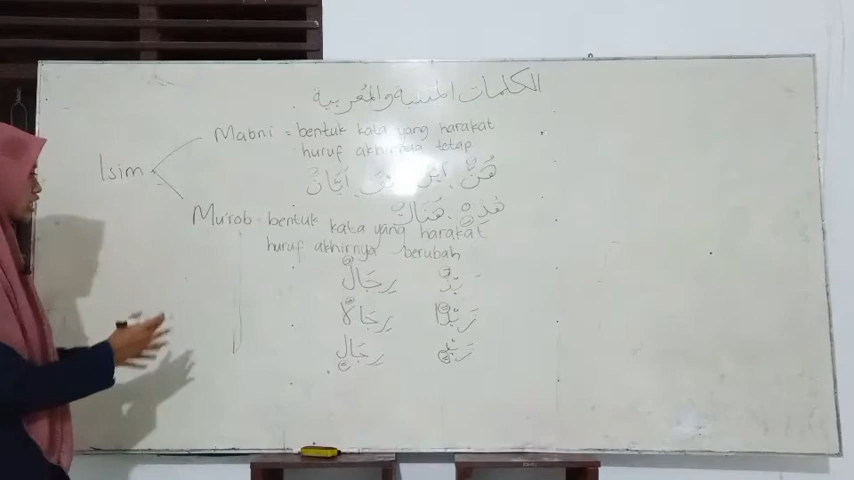 الكلمات المبنية والمعربية
Isim
Mabni = bentuk kata yang harakat
huruf akhirnya tetap
هُنَّ، اَيْنَ، اَيَّانَ
هٰذِهِ، هُنَاكَ
Mu'rob = bentuk kata yang harakat
huruf akhirnya berubah
رِجَالٌ
زَيْدًا رِجَالًا
زَيْدٍ رِجَالٍ